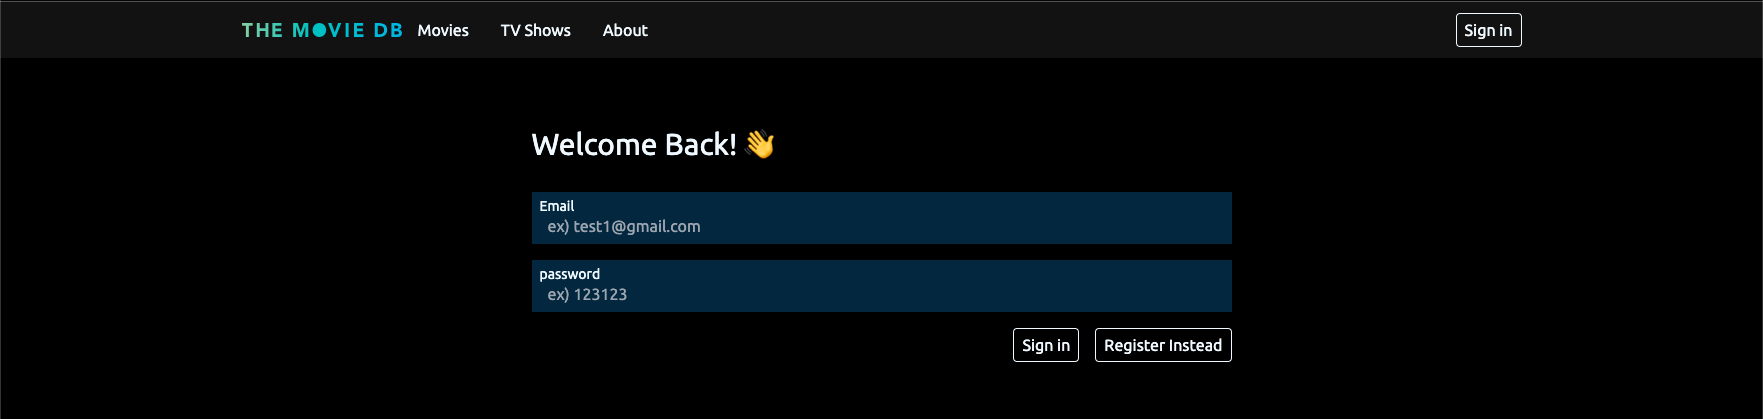 THE MOVIE DB Movies TV Shows About Sign in
Welcome Back! 👋
Email
ex) test1@gmail.com
password
ex) 123123
Sign in Register Instead